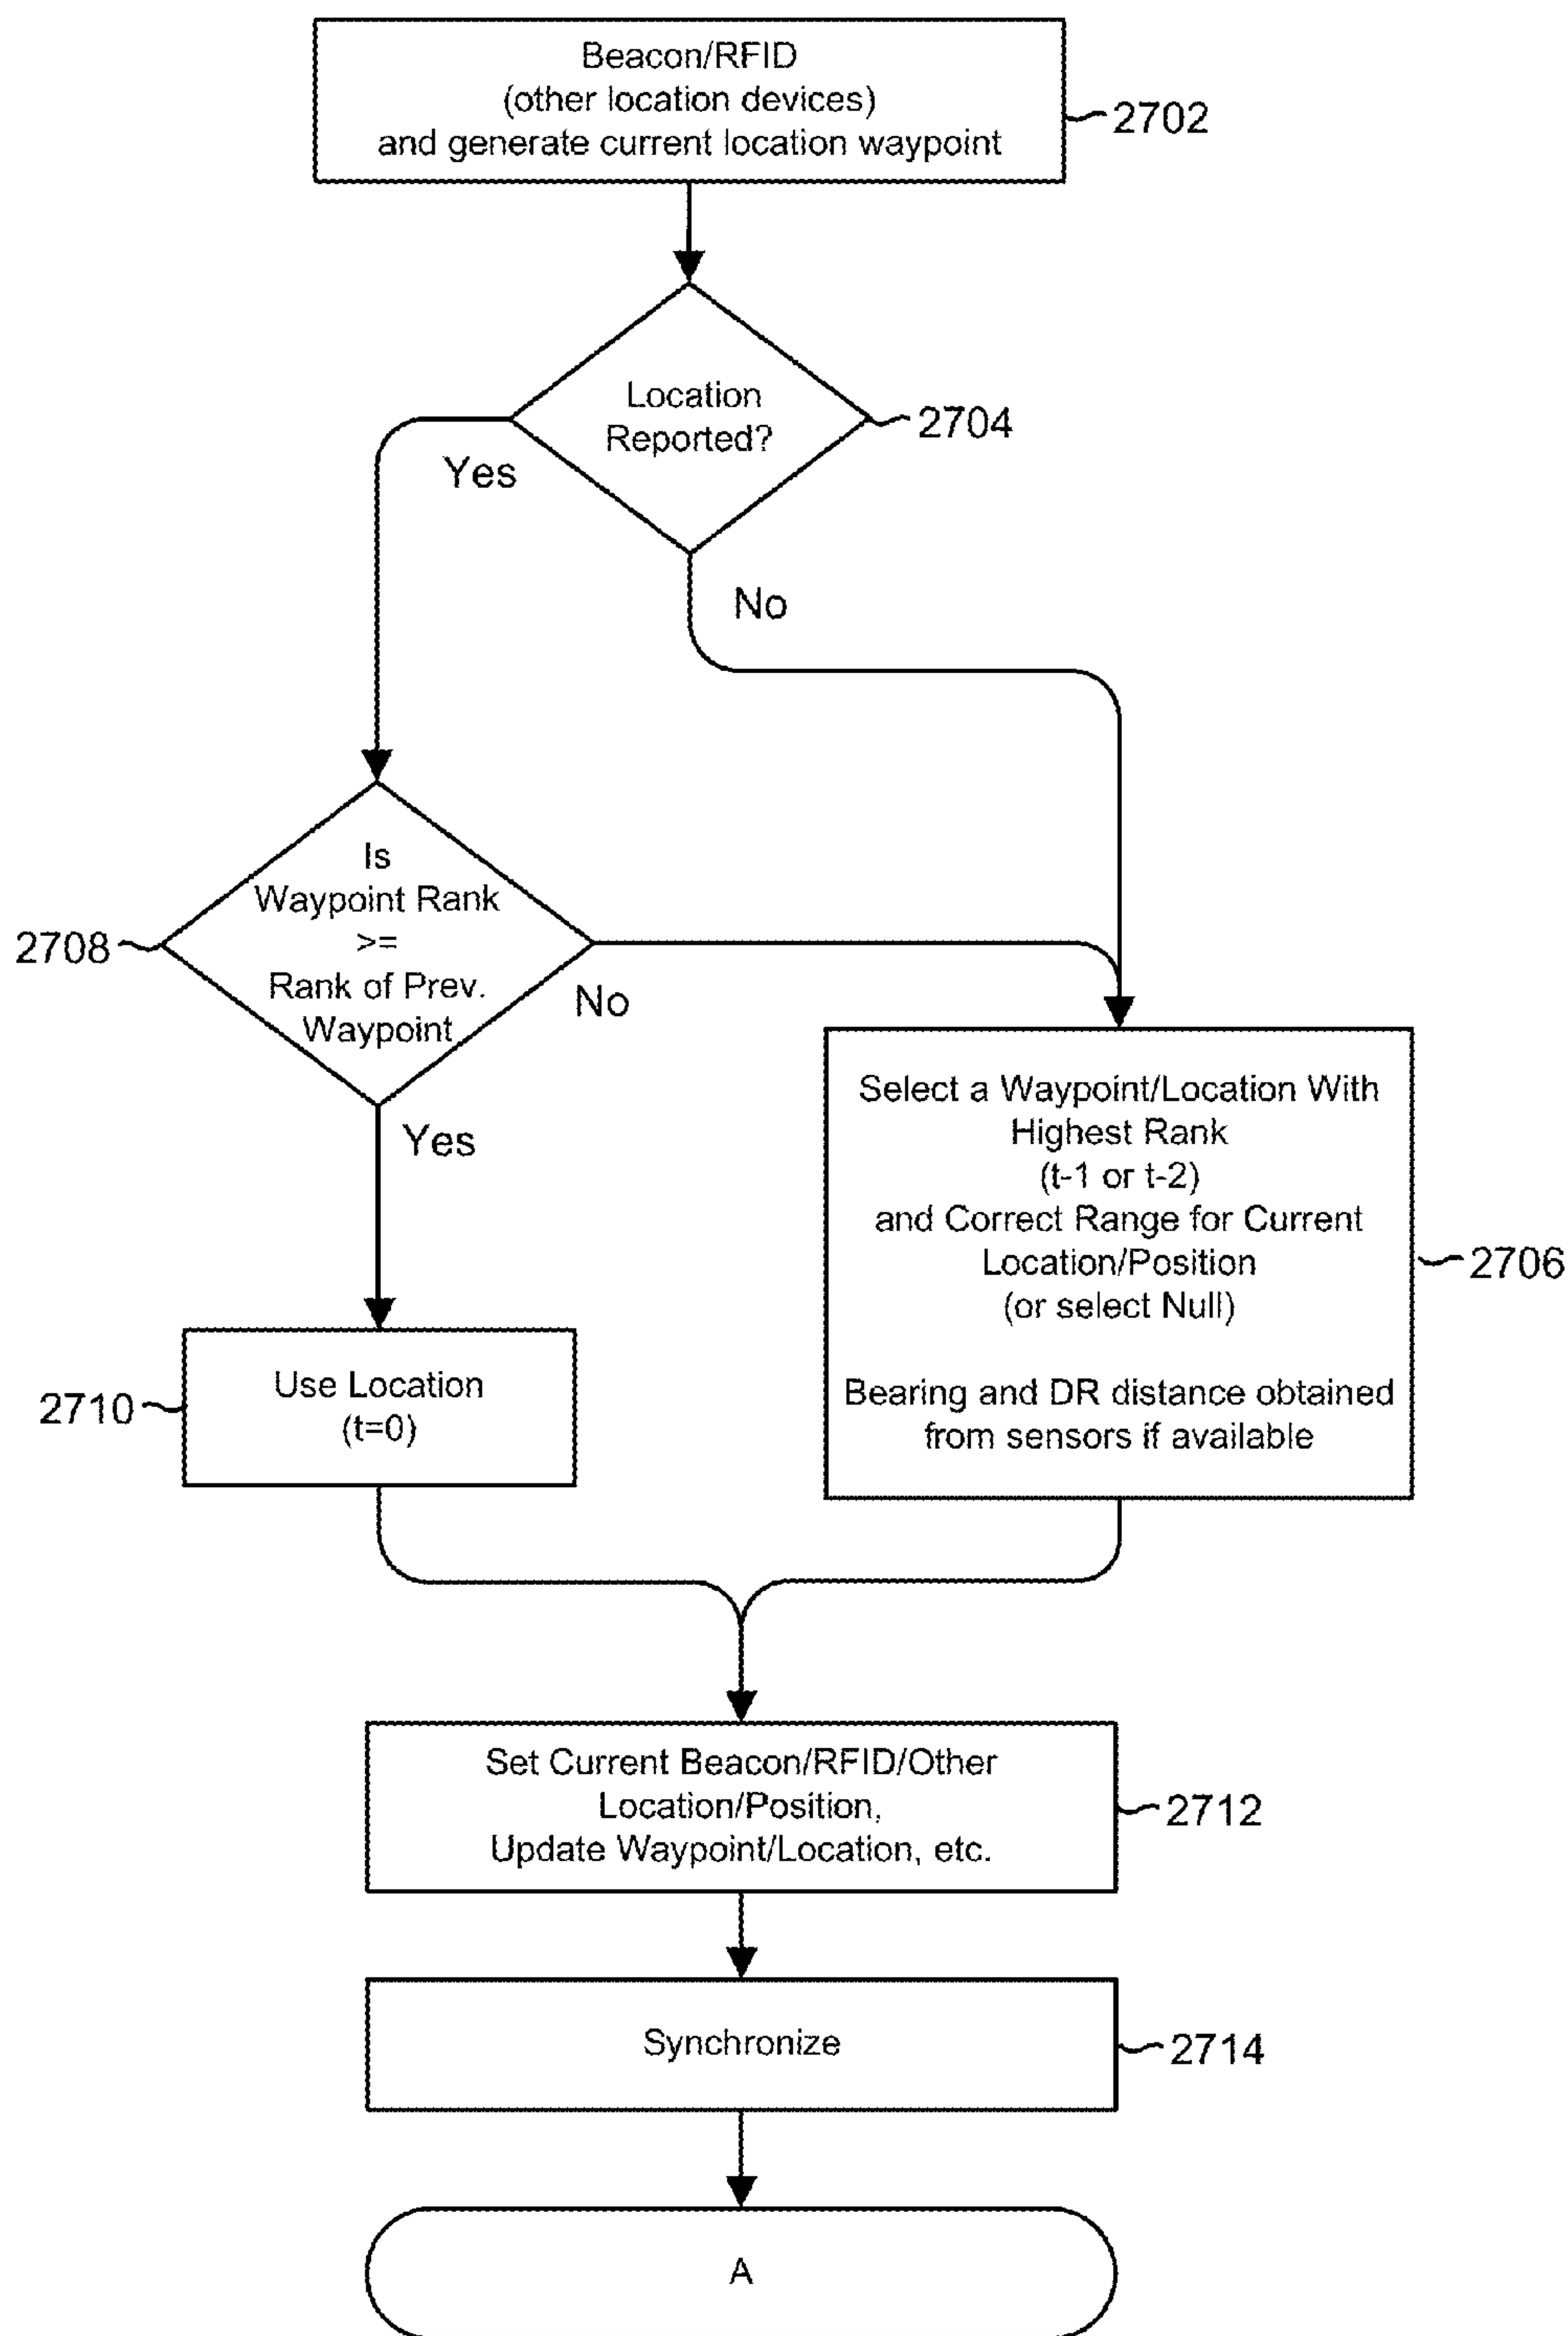 Beacon/RFID
(other location devices)
and generate current location waypoint
2702
Location
Reported?
2704
Yes
No
Is
Waypoint Rank
>=
Rank of Prev.
Waypoint
2708
No
Yes
Select a Waypoint/Location With
Highest Rank
(t-1 or t-2)
and Correct Range for Current
Location/Position
(or select Null)
Bearing and DR distance obtained
from sensors if available
2706
Use Location
(t=0)
2710
Set Current Beacon/RFID/Other
Location/Position,
Update Waypoint/Location, etc.
2712
Synchronize
2714
A